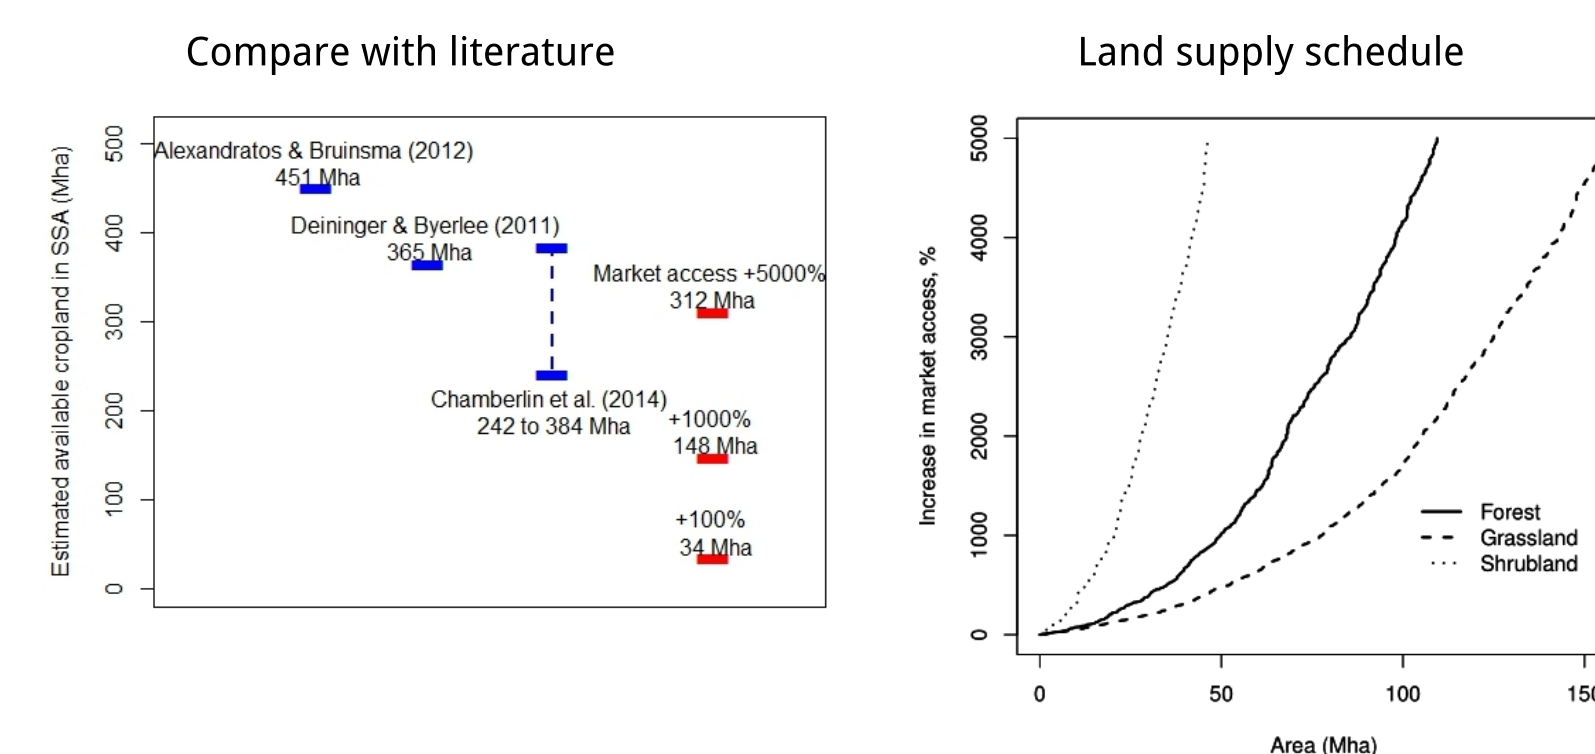 Compare with literature
Estimated available cropland in SSA (Mha)
500
400
300
200
100
0
Alexandratos & Bruinsma (2012)
451 Mha
Deininger & Byerlee (2011)
365 Mha
Market access +5000%
312 Mha
Chamberlin et al. (2014)
242 to 384 Mha
+1000%
148 Mha
+100%
34 Mha
Land supply schedule
Increase in market access, %
5000
4000
3000
2000
1000
0
Forest
Grassland
Shrubland
0
50
100
Area (Mha)